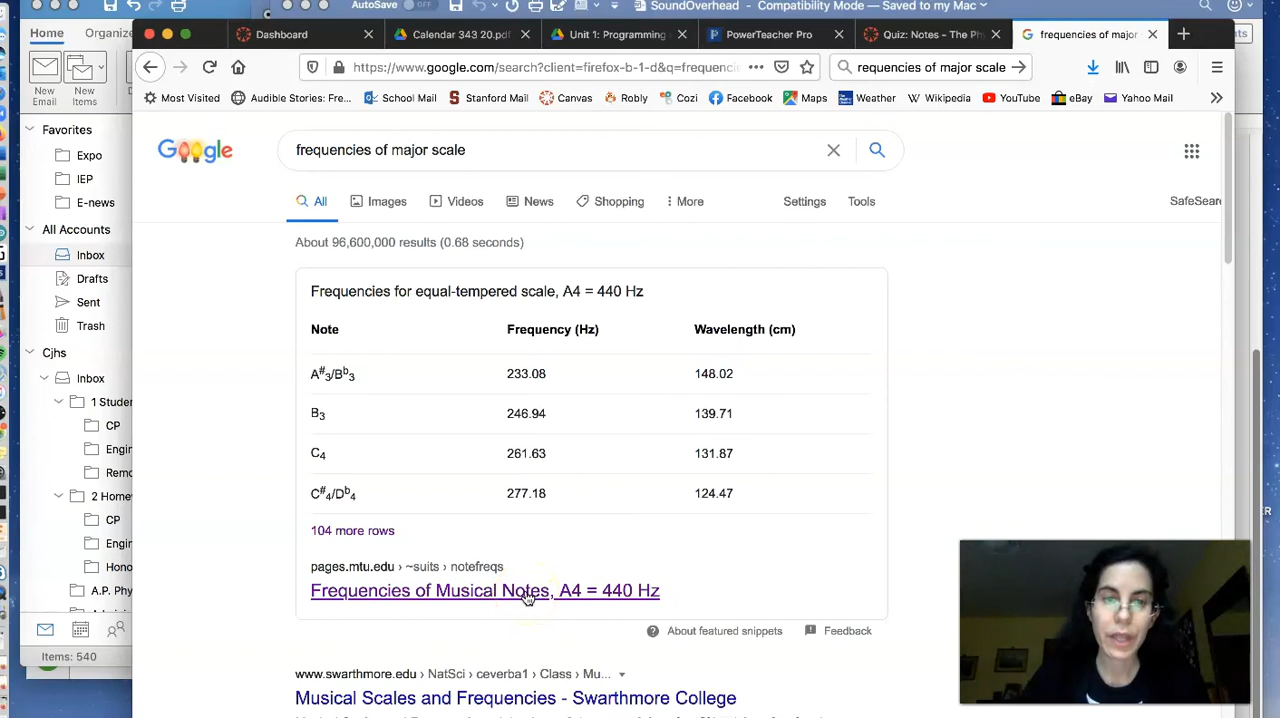 AutoSave OFF SoundOverhead - Compatibility Mode - Saved to my Mac
Home Organize
Dashboard Calendar 343 20.pdf Unit 1: Programming PowerTeacher Pro Quiz: Notes - The Ph frequencies of major
https://www.google.com/search?client=firefox-b-1-d&q=frequenci requencies of major scale
New Email
New Items
Most Visited Audible Stories: Fre... School Mail Stanford Mail Canvas Robly Cozi Facebook Maps Weather Wikipedia YouTube eBay Yahoo Mail
Favorites
Expo
IEP
E-news
All Accounts
Inbox
Drafts
Sent
Trash
Cjhs
Inbox
1 Studen
CP
Engin
Remo
2 Home
CP
Engin
Hono
A.P. Phy
Items: 540
Google
frequencies of major scale
All Images Videos News Shopping More Settings Tools SafeSearc
About 96,600,000 results (0.68 seconds)
Frequencies for equal-tempered scale, A4 = 440 Hz
Note Frequency (Hz) Wavelength (cm)
A#3/Bb3 233.08 148.02
B3 246.94 139.71
C4 261.63 131.87
C#4/Db4 277.18 124.47
104 more rows
pages.mtu.edu › ~suits › notefreqs
Frequencies of Musical Notes, A4 = 440 Hz
About featured snippets Feedback
www.swarthmore.edu › NatSci › ceverba1 › Class › Mu...
Musical Scales and Frequencies - Swarthmore College